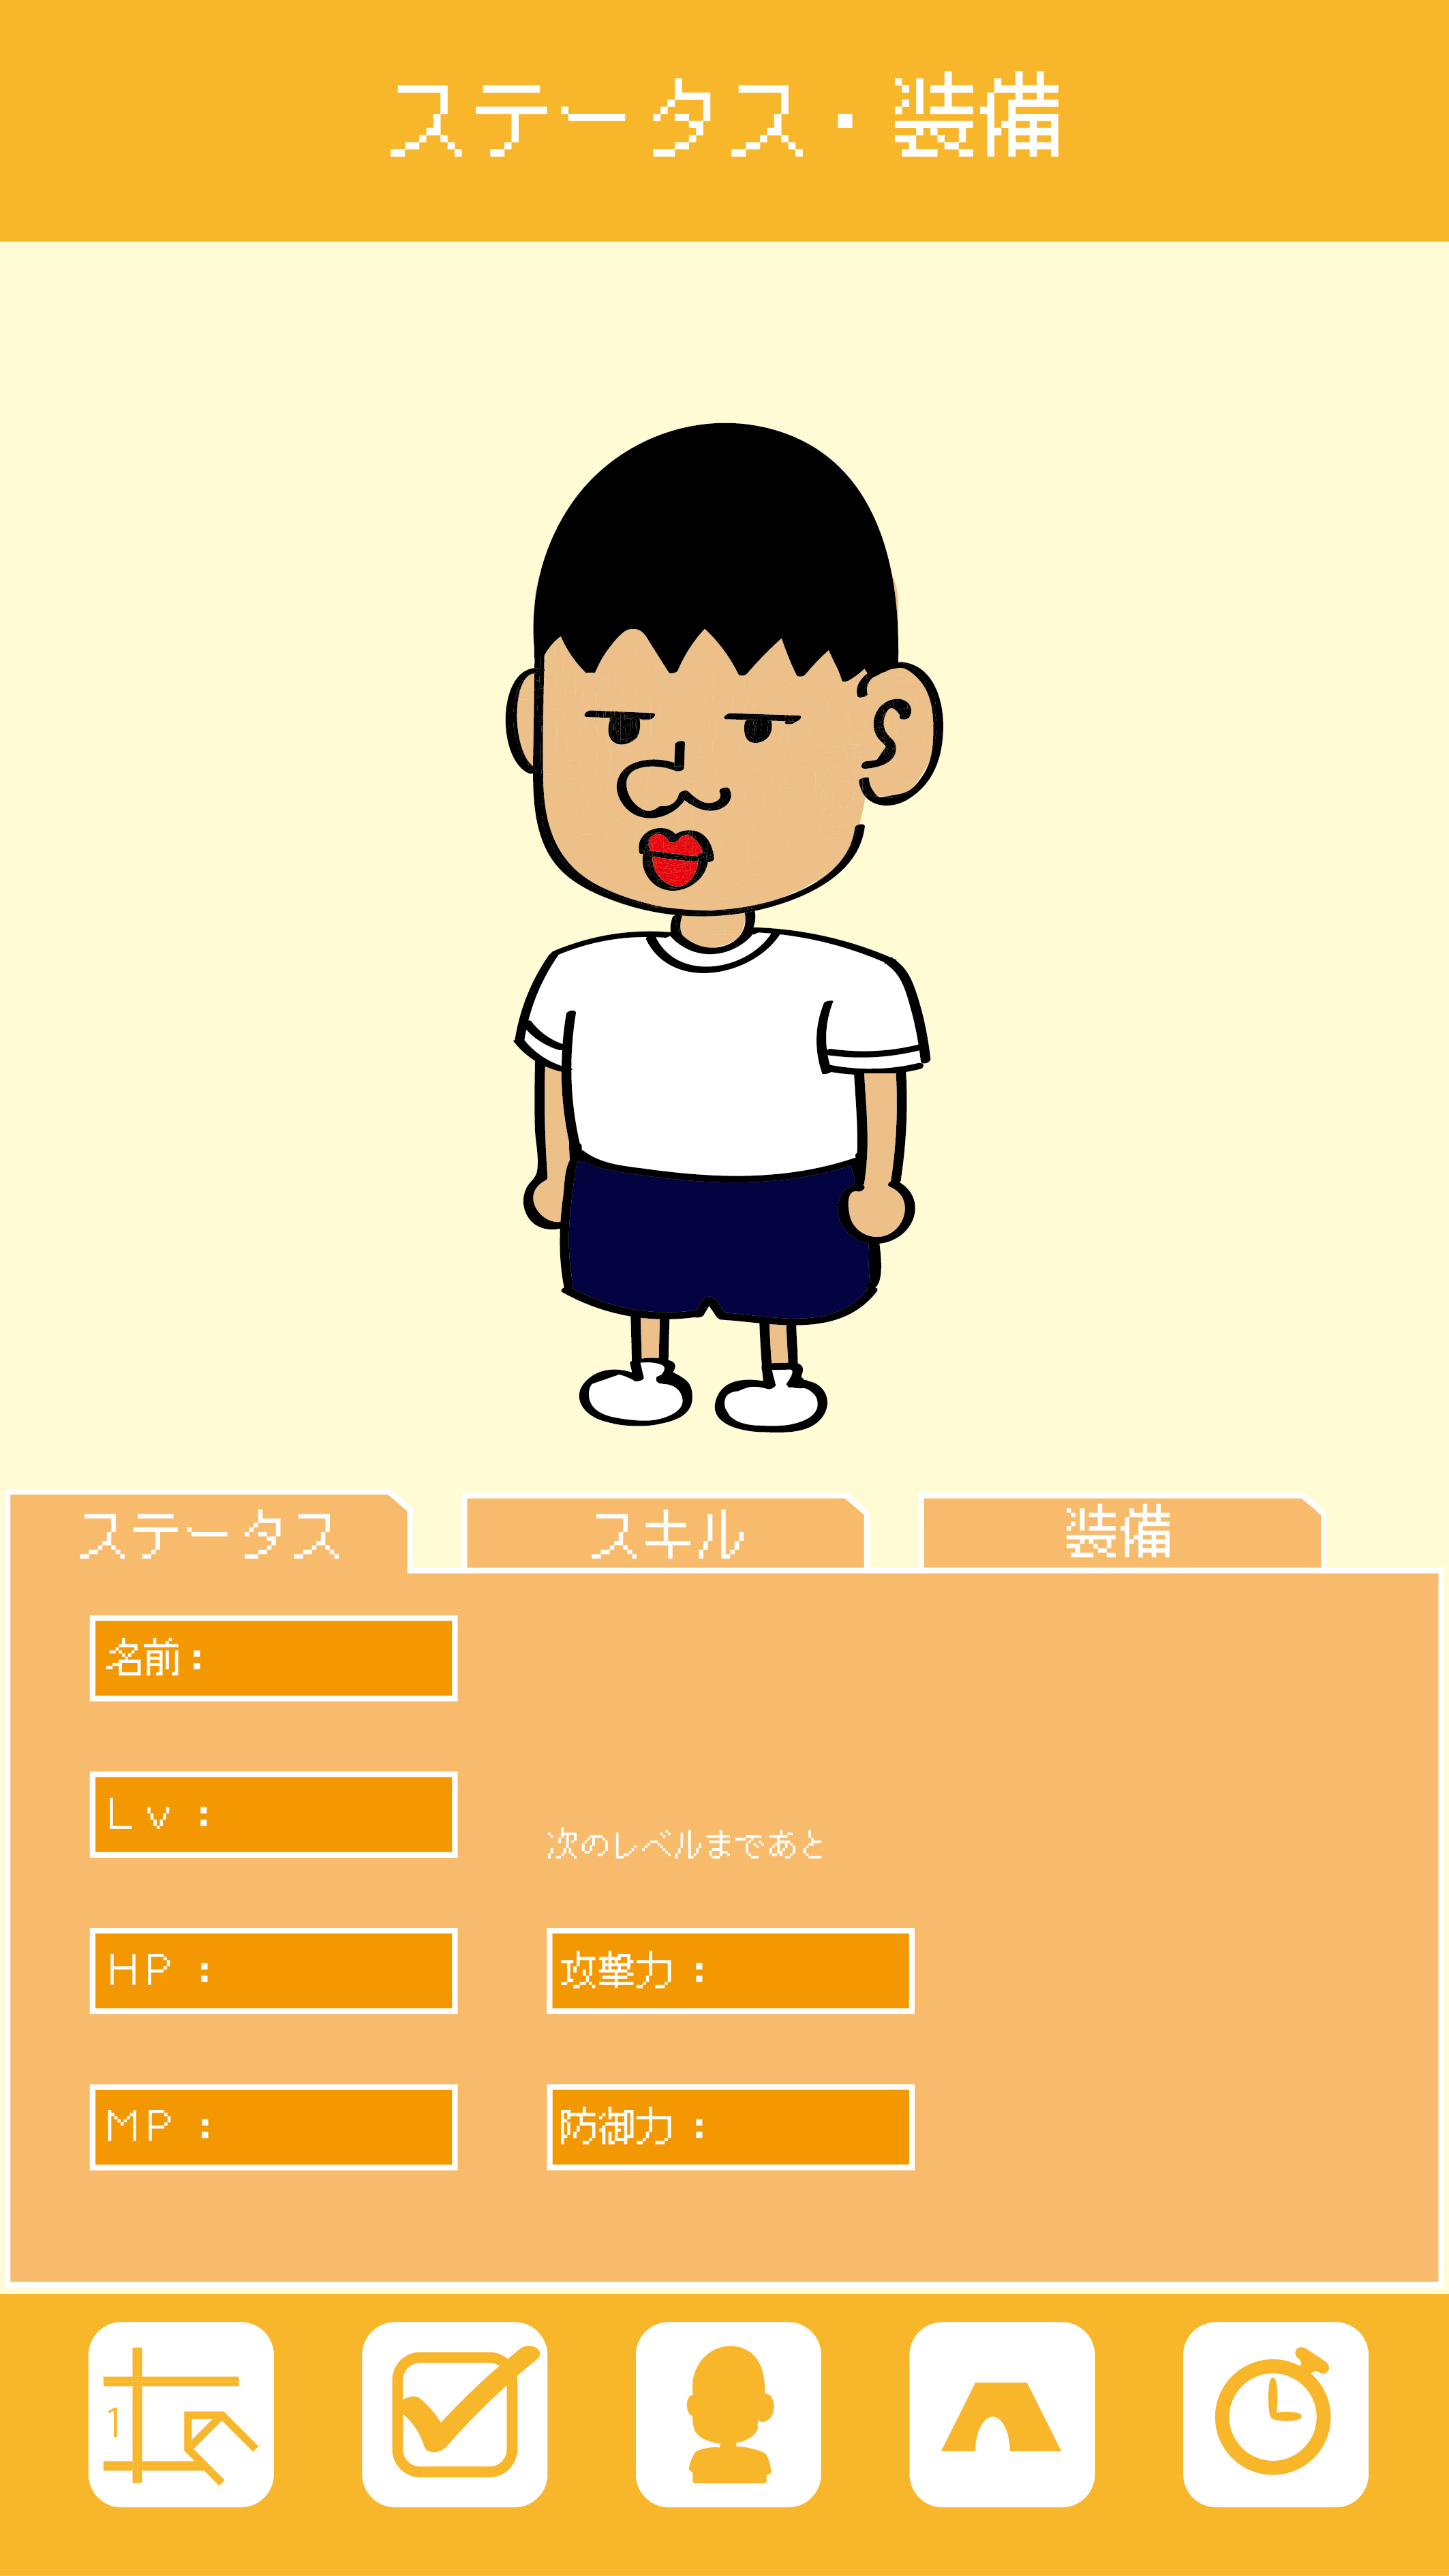 ステータス・装備
ステータス
スキル
装備
名前：
Ｌｖ：
次のレベルまであと
ＨＰ：
攻撃力：
ＭＰ：
防御力：
1